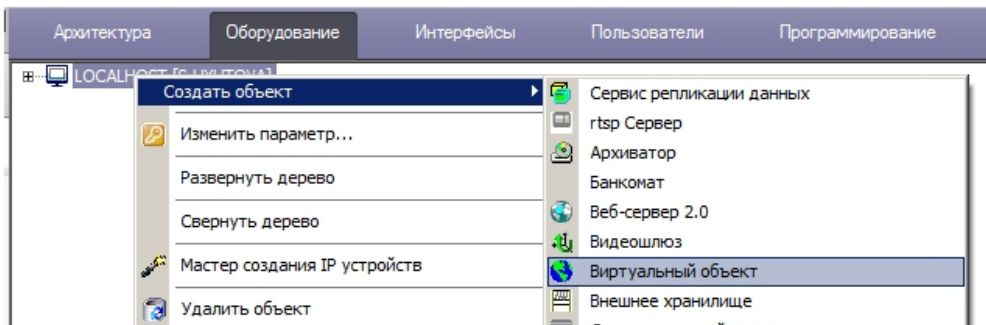 Архитектура Оборудование Интерфейсы Пользователи Программирование
LOCALHOST
Создать объект
Изменить параметр...
Развернуть дерево
Свернуть дерево
Мастер создания IP устройств
Удалить объект
Сервис репликации данных
rtsp Сервер
Архиватор
Банкомат
Веб-сервер 2.0
Видеошлюз
Виртуальный объект
Внешнее хранилище